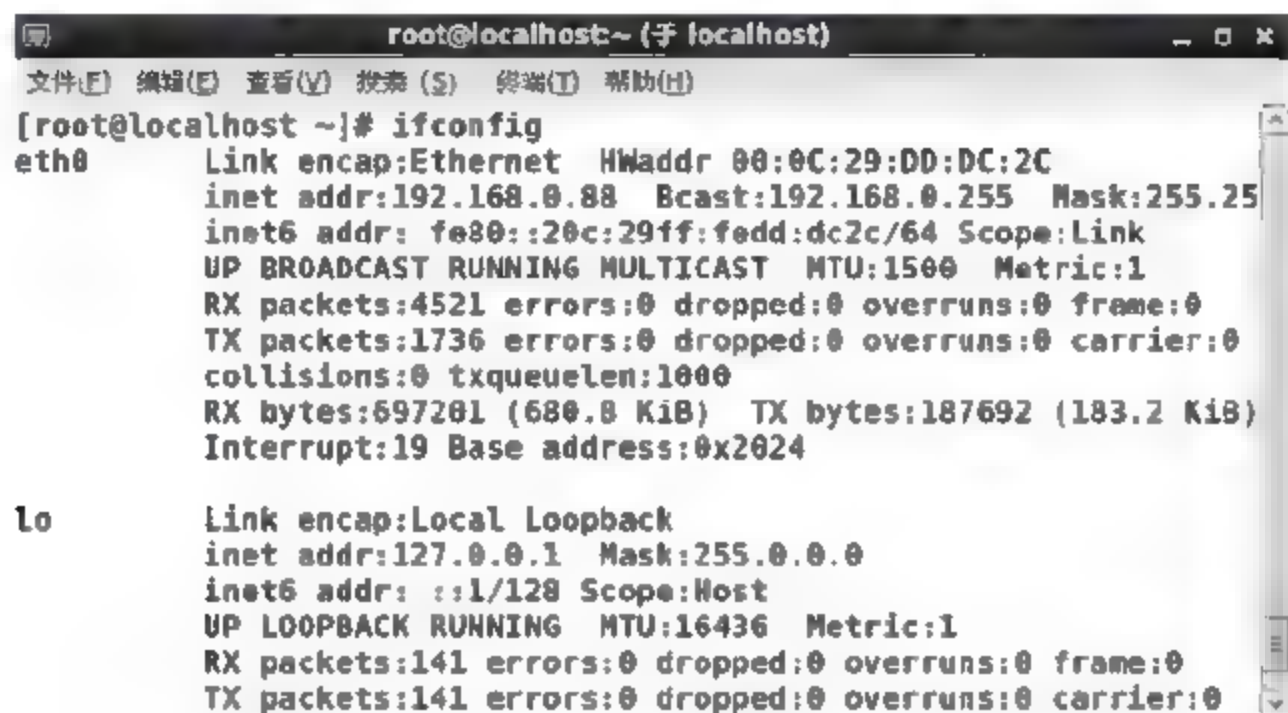 root@localhost:~ (于 localhost)
文件(F) 编辑(E) 查看(V) 搜索 (S) 终端(T) 帮助(H)
[root@localhost ~]# ifconfig
eth0 Link encap:Ethernet HWaddr 00:0C:29:DD:DC:2C
inet addr:192.168.0.88 Bcast:192.168.0.255 Mask:255.25
inet6 addr: fe80::20c:29ff:fedd:dc2c/64 Scope:Link
UP BROADCAST RUNNING MULTICAST MTU:1500 Metric:1
RX packets:4521 errors:0 dropped:0 overruns:0 frame:0
TX packets:1736 errors:0 dropped:0 overruns:0 carrier:0
collisions:0 txqueuelen:1000
RX bytes:697201 (680.8 KiB) TX bytes:187692 (183.2 KiB)
Interrupt:19 Base address:0x2024
lo Link encap:Local Loopback
inet addr:127.0.0.1 Mask:255.0.0.0
inet6 addr: ::1/128 Scope:Host
UP LOOPBACK RUNNING MTU:16436 Metric:1
RX packets:141 errors:0 dropped:0 overruns:0 frame:0
TX packets:141 errors:0 dropped:0 overruns:0 carrier:0